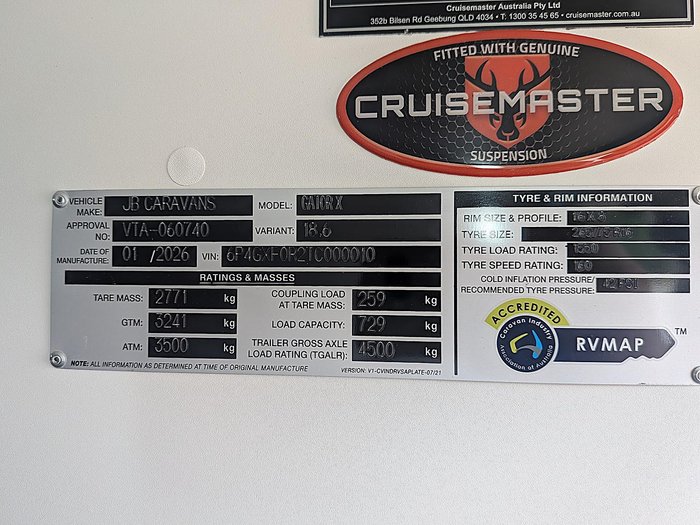 Cruisemaster Australia Pty Ltd
352b Bilsen Rd Geebung QLD 4034 • T: 1300 35 45 65 • cruisemaster.com.au
FITTED WITH GENUINE
CRUISEMASTER
SUSPENSION
VEHICLE MAKE: JB CARAVANS MODEL: GATOR X
APPROVAL NO: VTA-060740 VARIANT: 18.6
DATE OF MANUFACTURE: 01 /2026 VIN: 6P4GXF0R2TC000010
RATINGS & MASSES
TARE MASS: 2771 kg COUPLING LOAD AT TARE MASS: 259 kg
GTM: 3241 kg LOAD CAPACITY: 729 kg
ATM: 3500 kg TRAILER GROSS AXLE LOAD RATING (TGALR): 4500 kg
NOTE: ALL INFORMATION AS DETERMINED AT TIME OF ORIGINAL MANUFACTURE VERSION: V1-CVINDRVSAPLATE-07/21
TYRE & RIM INFORMATION
RIM SIZE & PROFILE: 16 X 8
TYRE SIZE:
TYRE LOAD RATING: 1550
TYRE SPEED RATING: 160
COLD INFLATION PRESSURE/ RECOMMENDED TYRE PRESSURE:
ACCREDITED
Caravan Industry Association of Australia
RVMAP ™